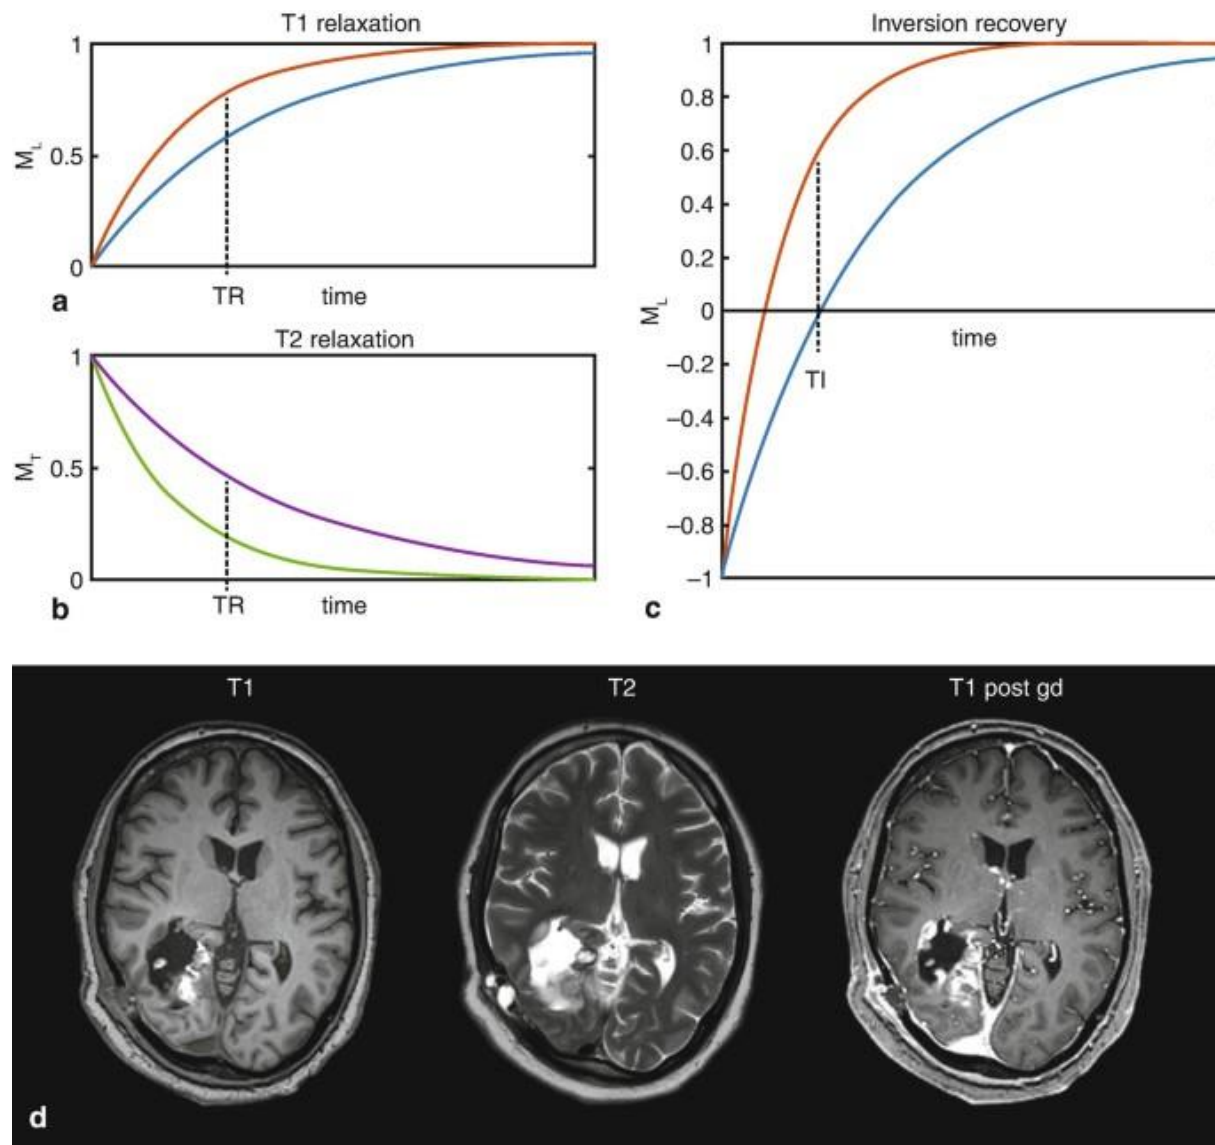 T1 relaxation
1
0.5
0
M_L
TR
time
a
T2 relaxation
1
0.5
0
M_T
TR
time
b
Inversion recovery
1
0.8
0.6
0.4
0.2
0
−0.2
−0.4
−0.6
−0.8
−1
M_L
time
TI
c
T1
T2
T1 post gd
d